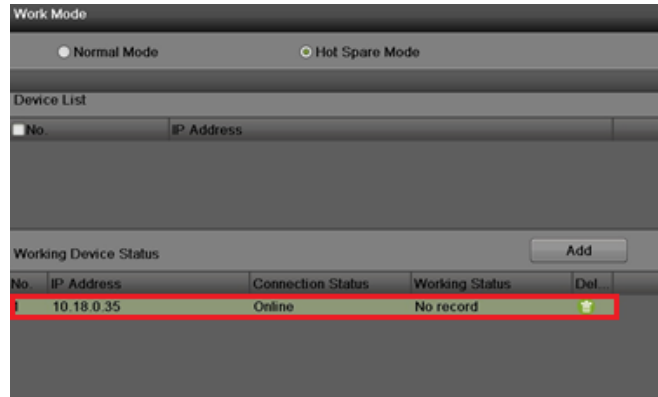 Work Mode
Normal Mode Hot Spare Mode
Device List
No. IP Address
Working Device Status Add
No. IP Address Connection Status Working Status Del...
1 10.18.0.35 Online No record